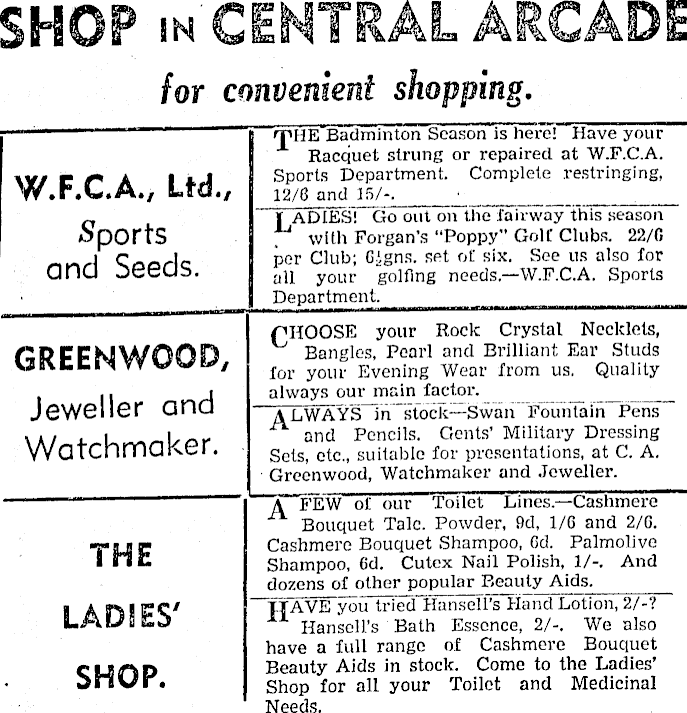 SHOP IN CENTRAL ARCADE
for convenient shopping.
W.F.C.A., Ltd.,
Sports
and Seeds.
THE Badminton Season is here! Have your
Racquet strung or repaired at W.F.C.A.
Sports Department. Complete restringing,
12/6 and 15/-.
LADIES! Go out on the fairway this season
with Forgan's "Poppy" Golf Clubs. 22/6
per Club; 6½gns. set of six. See us also for
all your golfing needs.—W.F.C.A. Sports
Department.
GREENWOOD,
Jeweller and
Watchmaker.
CHOOSE your Rock Crystal Necklets,
Bangles, Pearl and Brilliant Ear Studs
for your Evening Wear from us. Quality
always our main factor.
ALWAYS in stock—Swan Fountain Pens
and Pencils. Gents' Military Dressing
Sets, etc., suitable for presentations, at C. A.
Greenwood, Watchmaker and Jeweller.
THE
LADIES'
SHOP.
A FEW of our Toilet Lines.—Cashmere
Bouquet Talc. Powder, 9d, 1/6 and 2/6.
Cashmere Bouquet Shampoo, 6d. Palmolive
Shampoo, 6d. Cutex Nail Polish, 1/-. And
dozens of other popular Beauty Aids.
HAVE you tried Hansell's Hand Lotion, 2/-?
Hansell's Bath Essence, 2/-. We also
have a full range of Cashmere Bouquet
Beauty Aids in stock. Come to the Ladies'
Shop for all your Toilet and Medicinal
Needs.